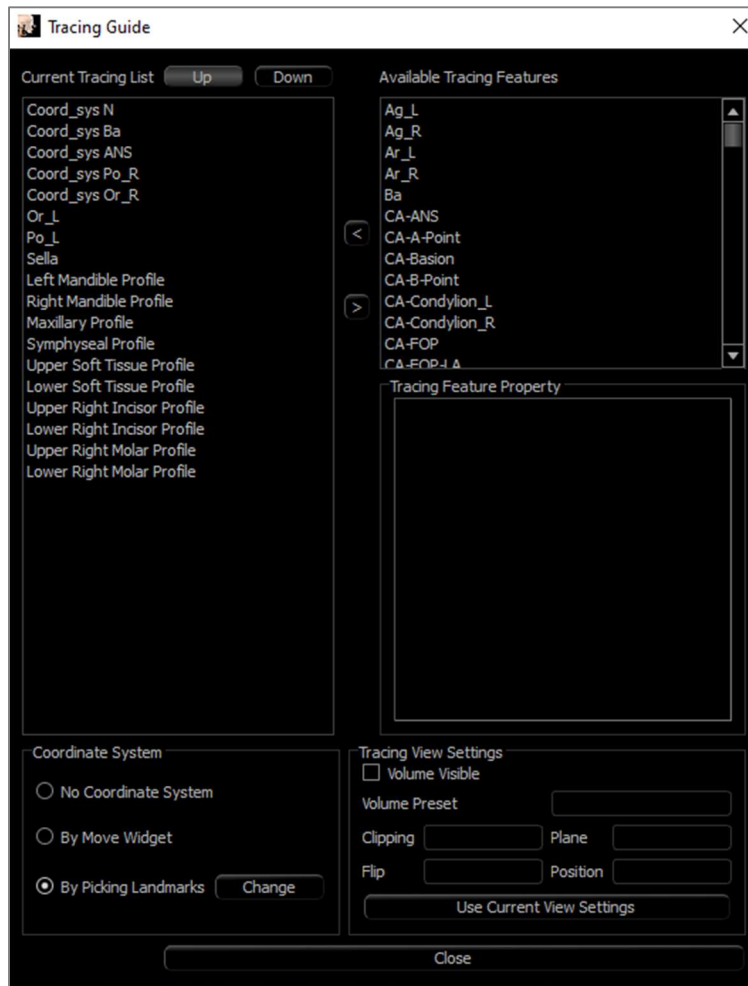 Tracing Guide
Current Tracing List
Up
Down
Coord_sys N
Coord_sys Ba
Coord_sys ANS
Coord_sys Po_R
Coord_sys Or_R
Or_L
Po_L
Sella
Left Mandible Profile
Right Mandible Profile
Maxillary Profile
Symphyseal Profile
Upper Soft Tissue Profile
Lower Soft Tissue Profile
Upper Right Incisor Profile
Lower Right Incisor Profile
Upper Right Molar Profile
Lower Right Molar Profile
<
>
Available Tracing Features
Ag_L
Ag_R
Ar_L
Ar_R
Ba
CA-ANS
CA-A-Point
CA-Basion
CA-B-Point
CA-Condylion_L
CA-Condylion_R
CA-FOP
CA-FOP-LA
Tracing Feature Property
Coordinate System
No Coordinate System
By Move Widget
By Picking Landmarks
Change
Tracing View Settings
Volume Visible
Volume Preset
Clipping
Plane
Flip
Position
Use Current View Settings
Close